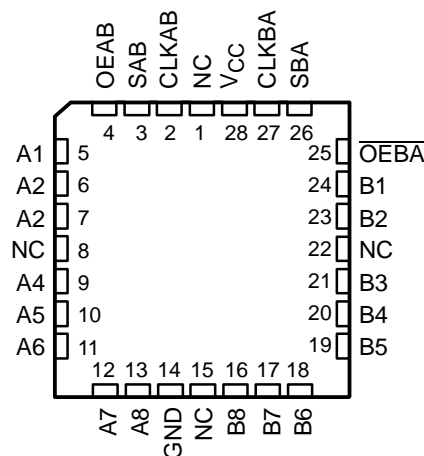 OEAB
SAB
CLKAB
NC
VCC
CLKBA
SBA
4
3
2
1
28
27
26
A1 5
A2 6
A2 7
NC 8
A4 9
A5 10
A6 11
25 OEBA
24 B1
23 B2
22 NC
21 B3
20 B4
19 B5
12
13
14
15
16
17
18
A7
A8
GND
NC
B8
B7
B6